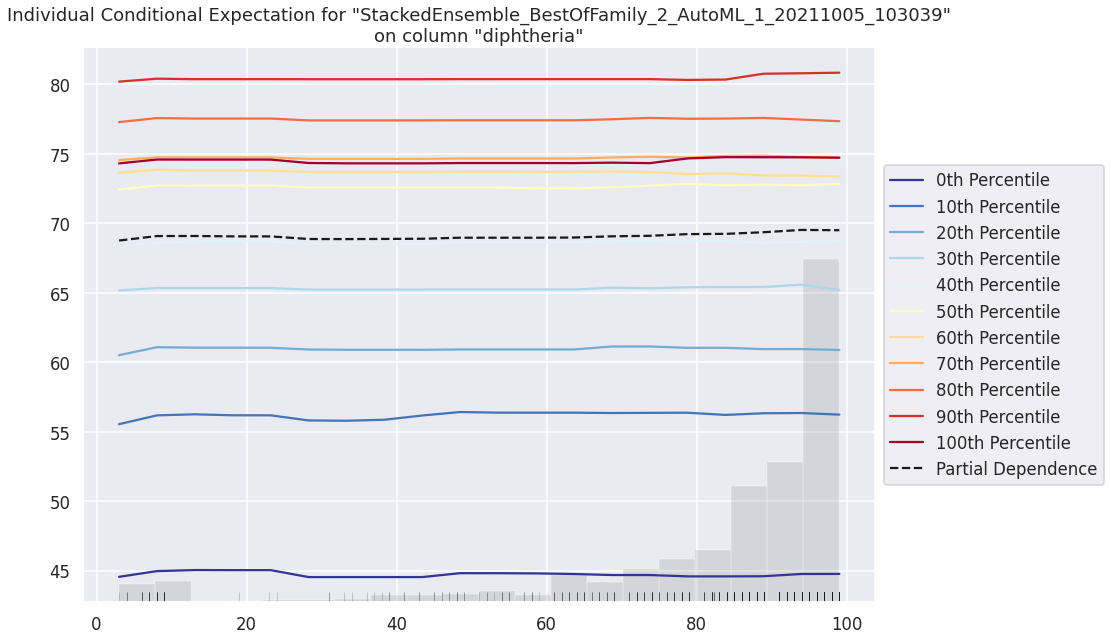 Individual Conditional Expectation for "StackedEnsemble_BestOfFamily_2_AutoML_1_20211005_103039"
on column "diphtheria"
80
75
70
65
60
55
50
45
0
20
40
60
80
100
0th Percentile
10th Percentile
20th Percentile
30th Percentile
40th Percentile
50th Percentile
60th Percentile
70th Percentile
80th Percentile
90th Percentile
100th Percentile
Partial Dependence